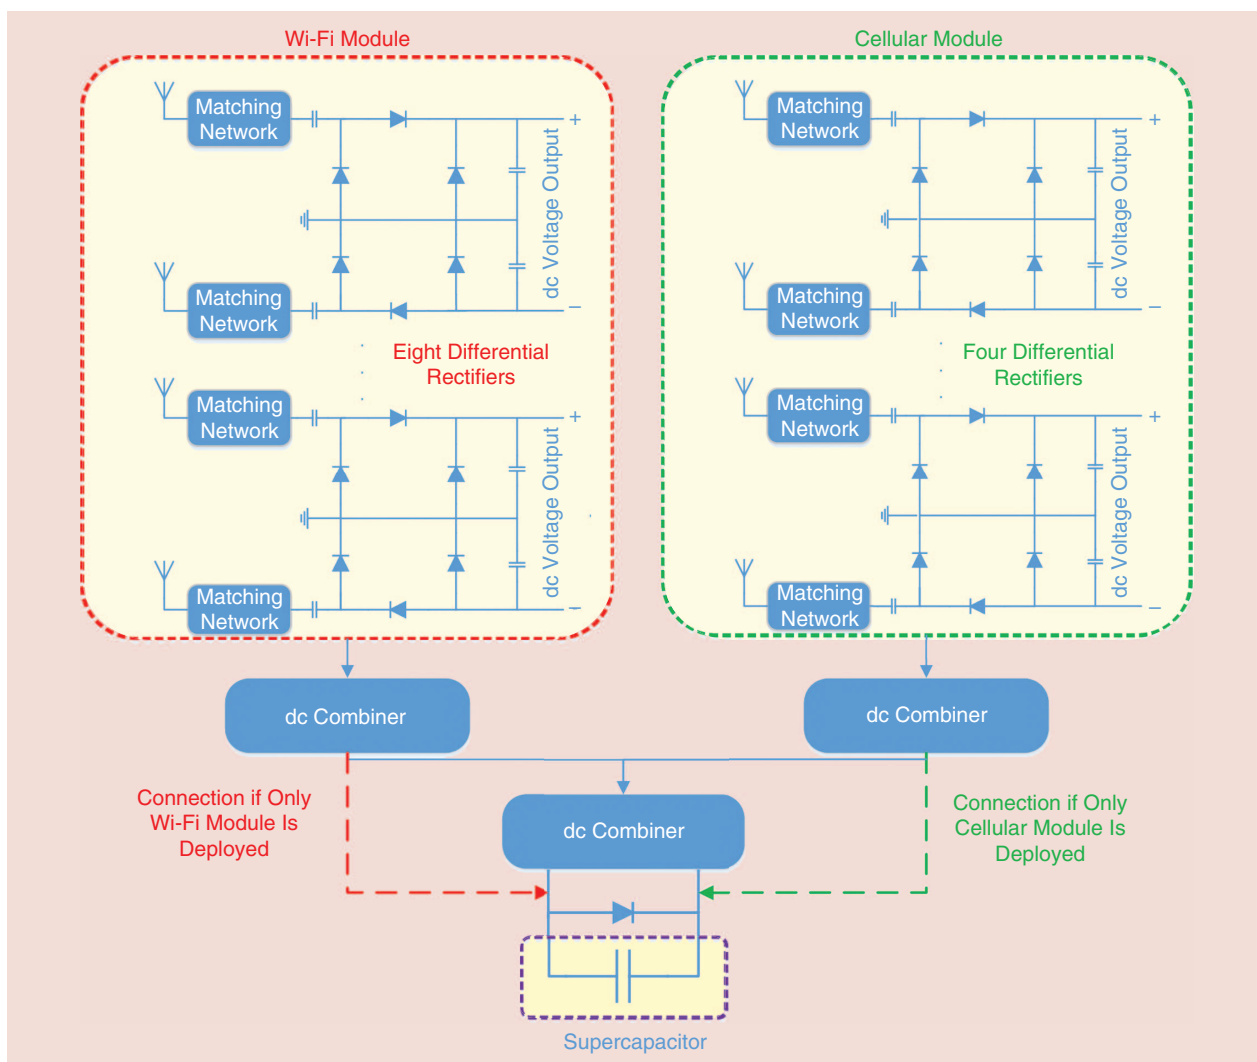 Wi-Fi Module
Matching
Network
+
dc Voltage Output
Matching
Network
−
Eight Differential
Rectifiers
Matching
Network
+
dc Voltage Output
Matching
Network
−
Cellular Module
Matching
Network
+
dc Voltage Output
Matching
Network
−
Four Differential
Rectifiers
Matching
Network
+
dc Voltage Output
Matching
Network
−
dc Combiner
dc Combiner
Connection if Only
Wi-Fi Module Is
Deployed
dc Combiner
Connection if Only
Cellular Module Is
Deployed
Supercapacitor